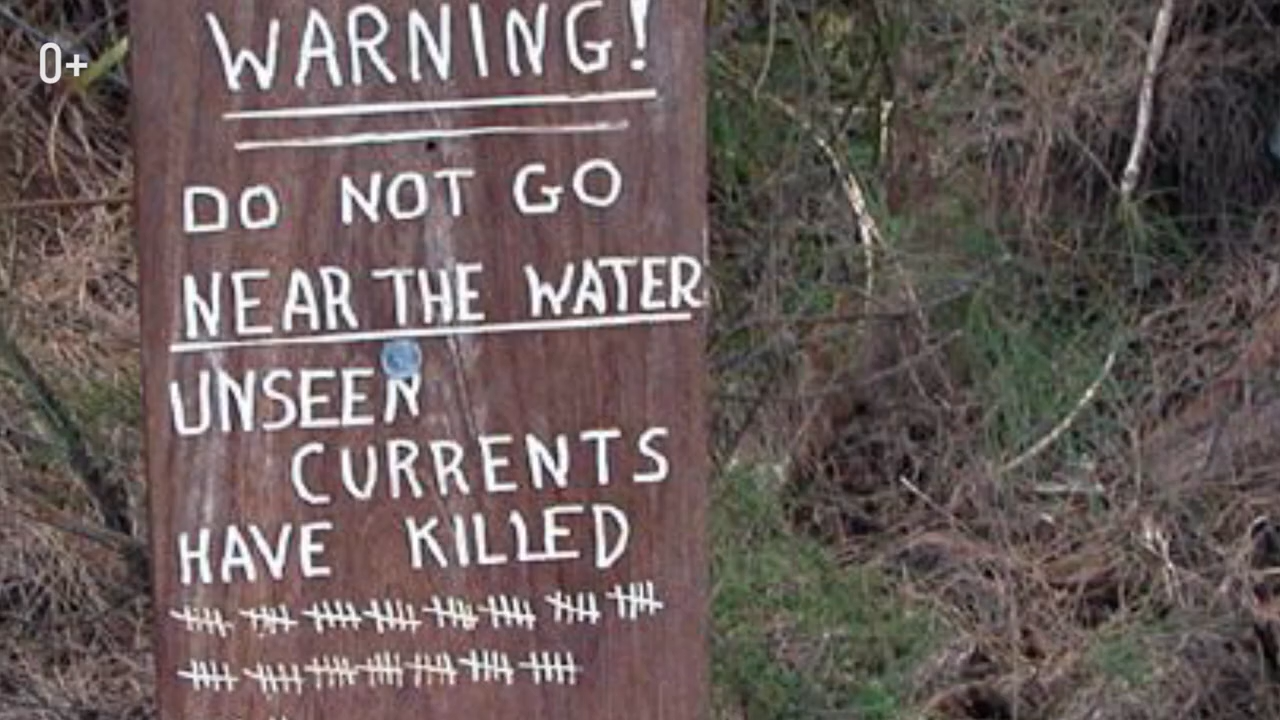 0+
WARNING!
DO NOT GO
NEAR THE WATER
UNSEEN
CURRENTS
HAVE KILLED